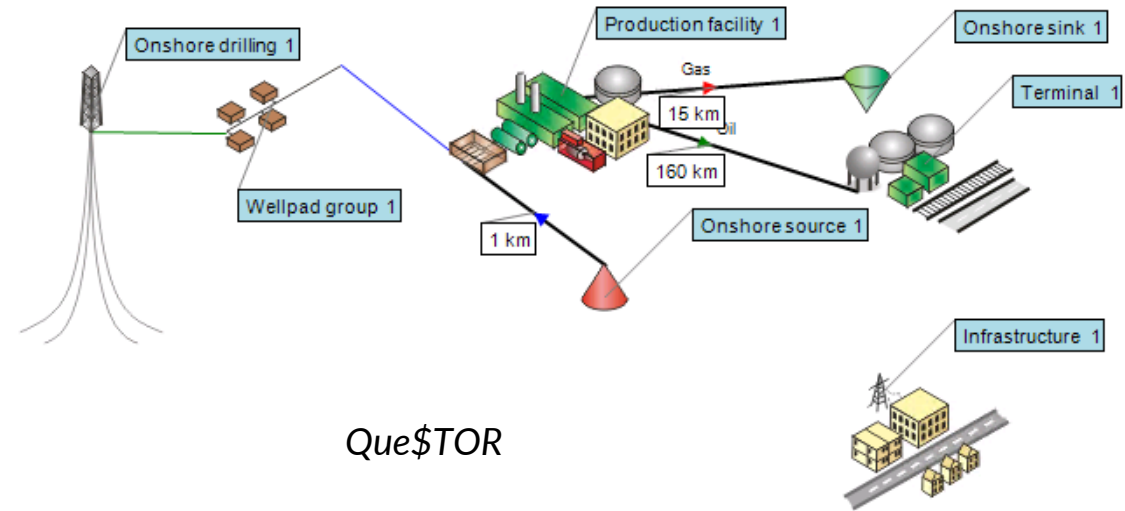 Production facility 1
Onshore sink 1
Onshore drilling 1
Gas
Terminal 1
15 km
Oil
160 km
Wellpad group 1
Onshore source 1
1 km
Infrastructure 1
Que$TOR